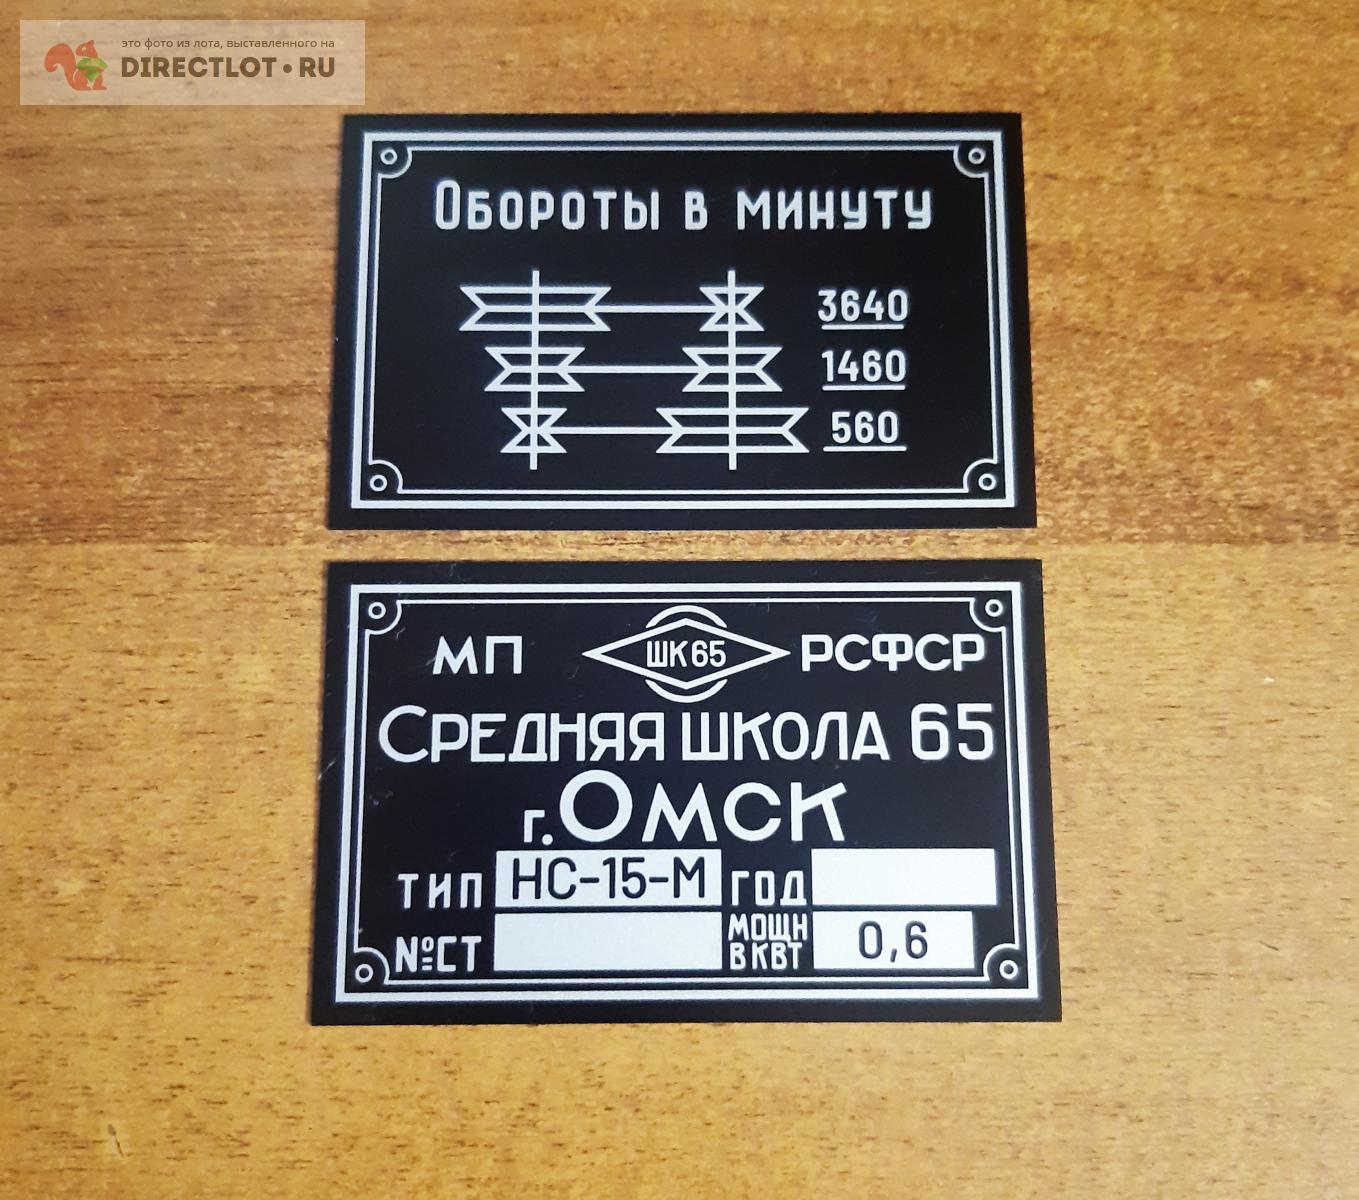 это фото из лота, выставленного на
DIRECTLOT•RU
Обороты в минуту
3640
1460
560
МП ШК65 РСФСР
Средняя школа 65
г.Омск
тип НС-15-М год
№СТ мощн в квт 0,6